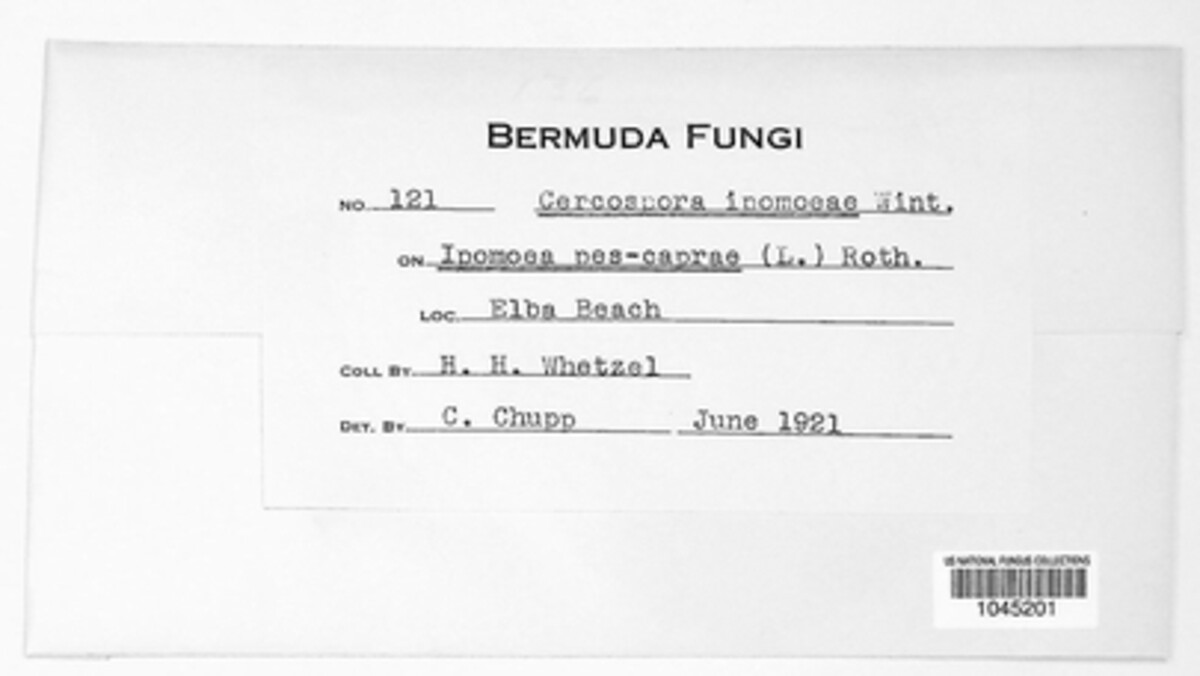 BERMUDA FUNGI
NO. 121 Cercospora ipomoeae Wint.
ON Ipomoea pes-caprae (L.) Roth.
LOC. Elba Beach
COLL BY. H. H. Whetzel
DET. BY. C. Chupp June 1921
US NATIONAL FUNGUS COLLECTIONS
1045201